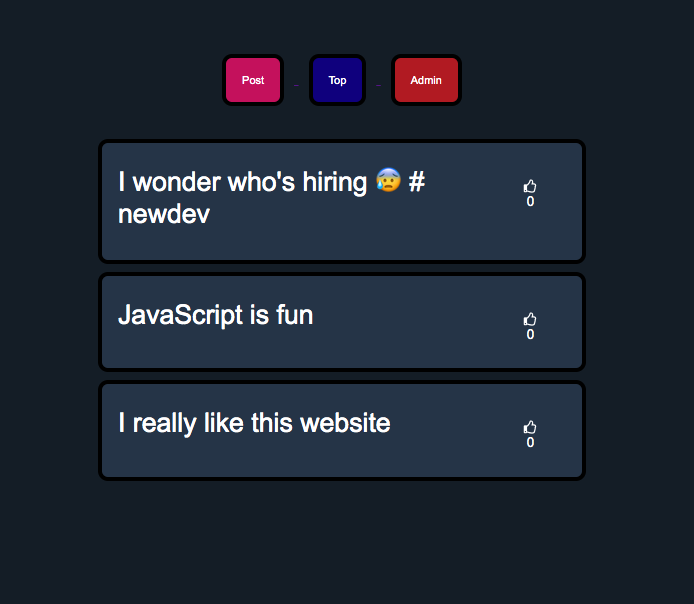 Post - Top - Admin
I wonder who's hiring 😰 #
newdev
0
JavaScript is fun
0
I really like this website
0